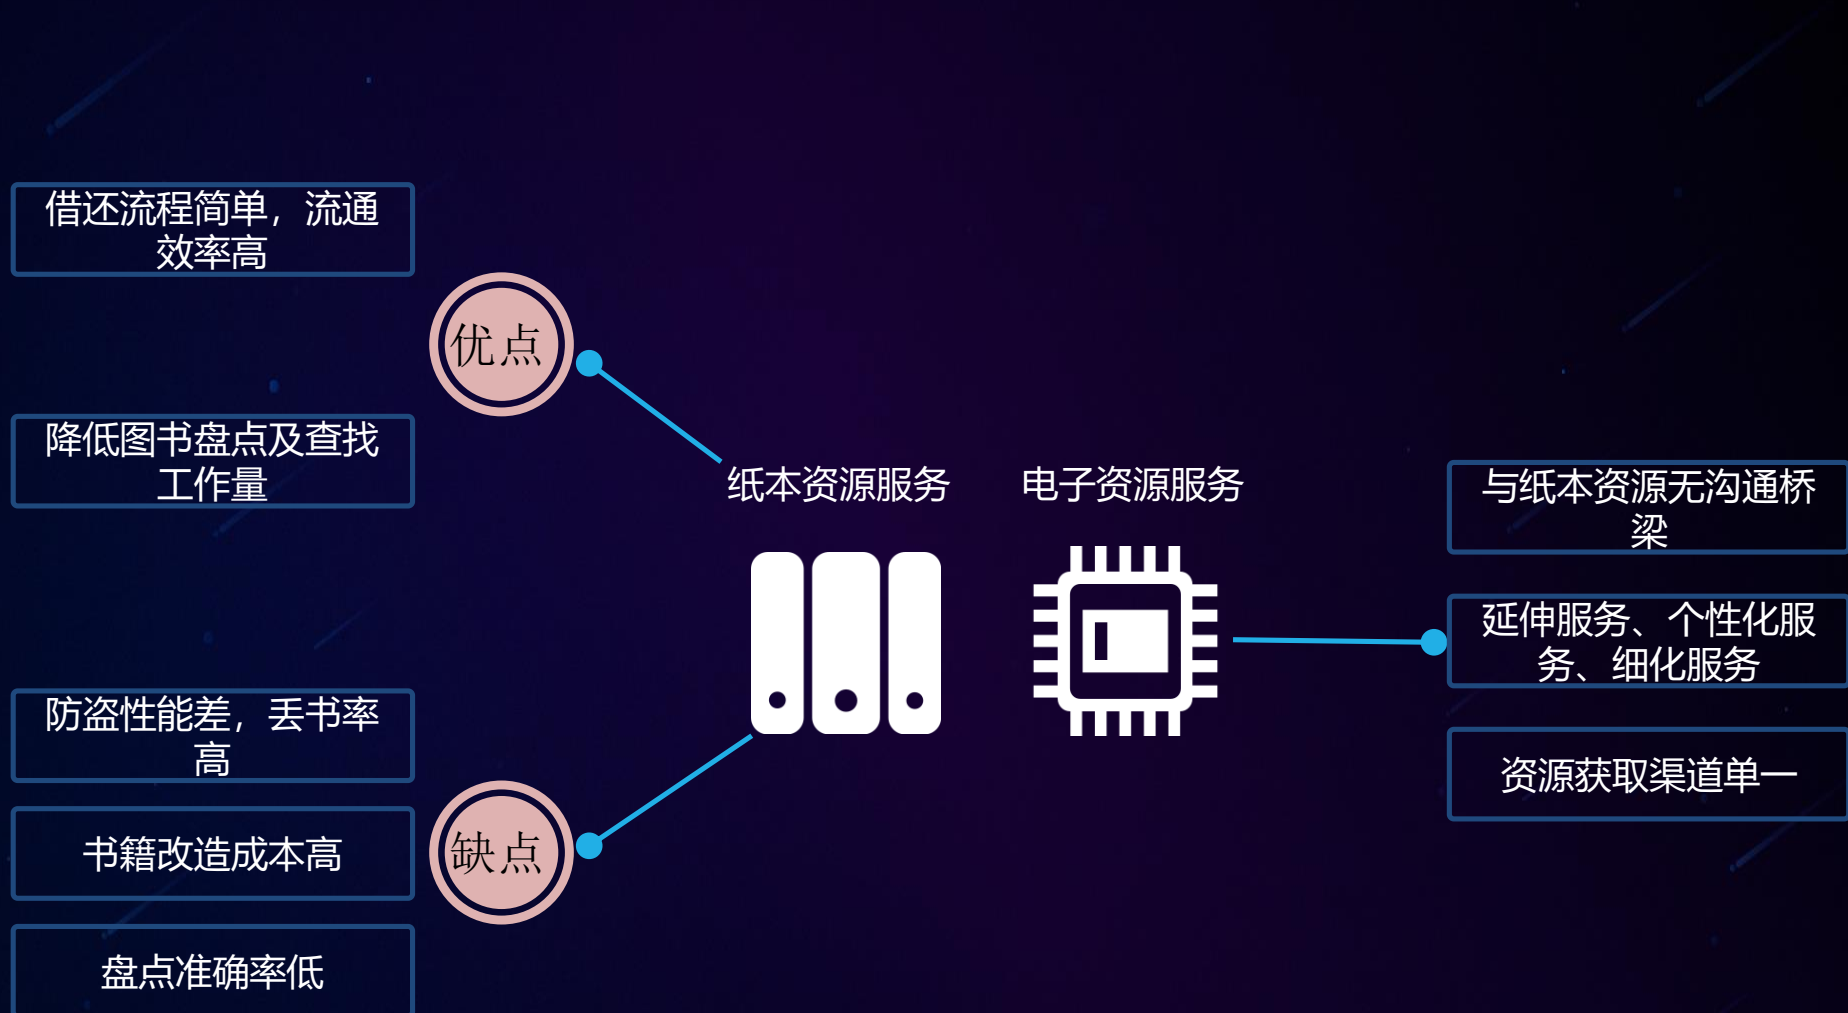 借还流程简单，流通
效率高
优点
降低图书盘点及查找
工作量
防盗性能差，丢书率
高
书籍改造成本高
缺点
盘点准确率低
纸本资源服务
电子资源服务
与纸本资源无沟通桥
梁
延伸服务、个性化服
务、细化服务
资源获取渠道单一